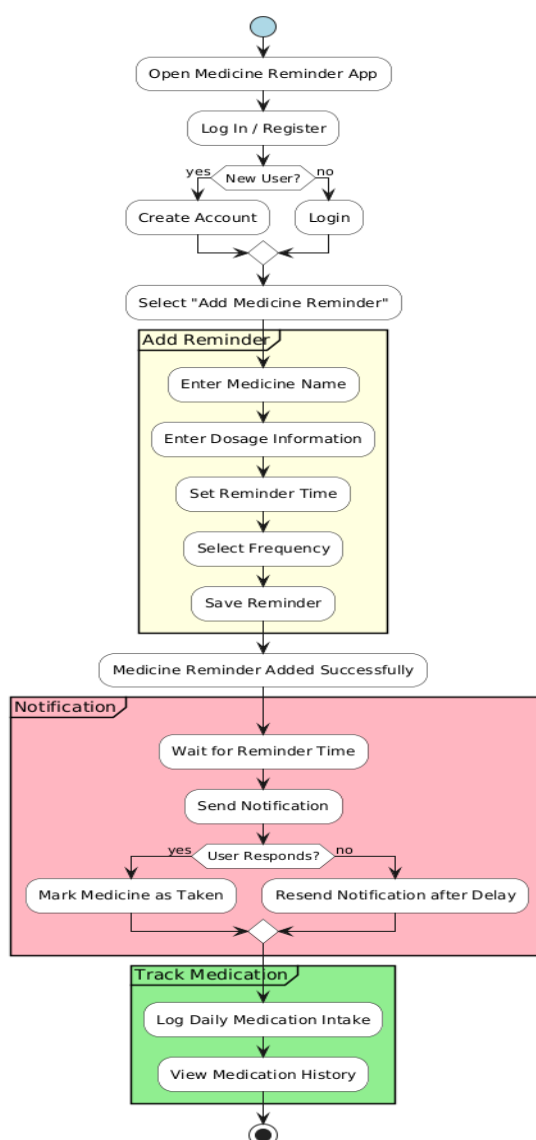 Open Medicine Reminder App
Log In / Register
yes
New User?
no
Create Account
Login
Select "Add Medicine Reminder"
Add Reminder
Enter Medicine Name
Enter Dosage Information
Set Reminder Time
Select Frequency
Save Reminder
Medicine Reminder Added Successfully
Notification
Wait for Reminder Time
Send Notification
yes
User Responds?
no
Mark Medicine as Taken
Resend Notification after Delay
Track Medication
Log Daily Medication Intake
View Medication History